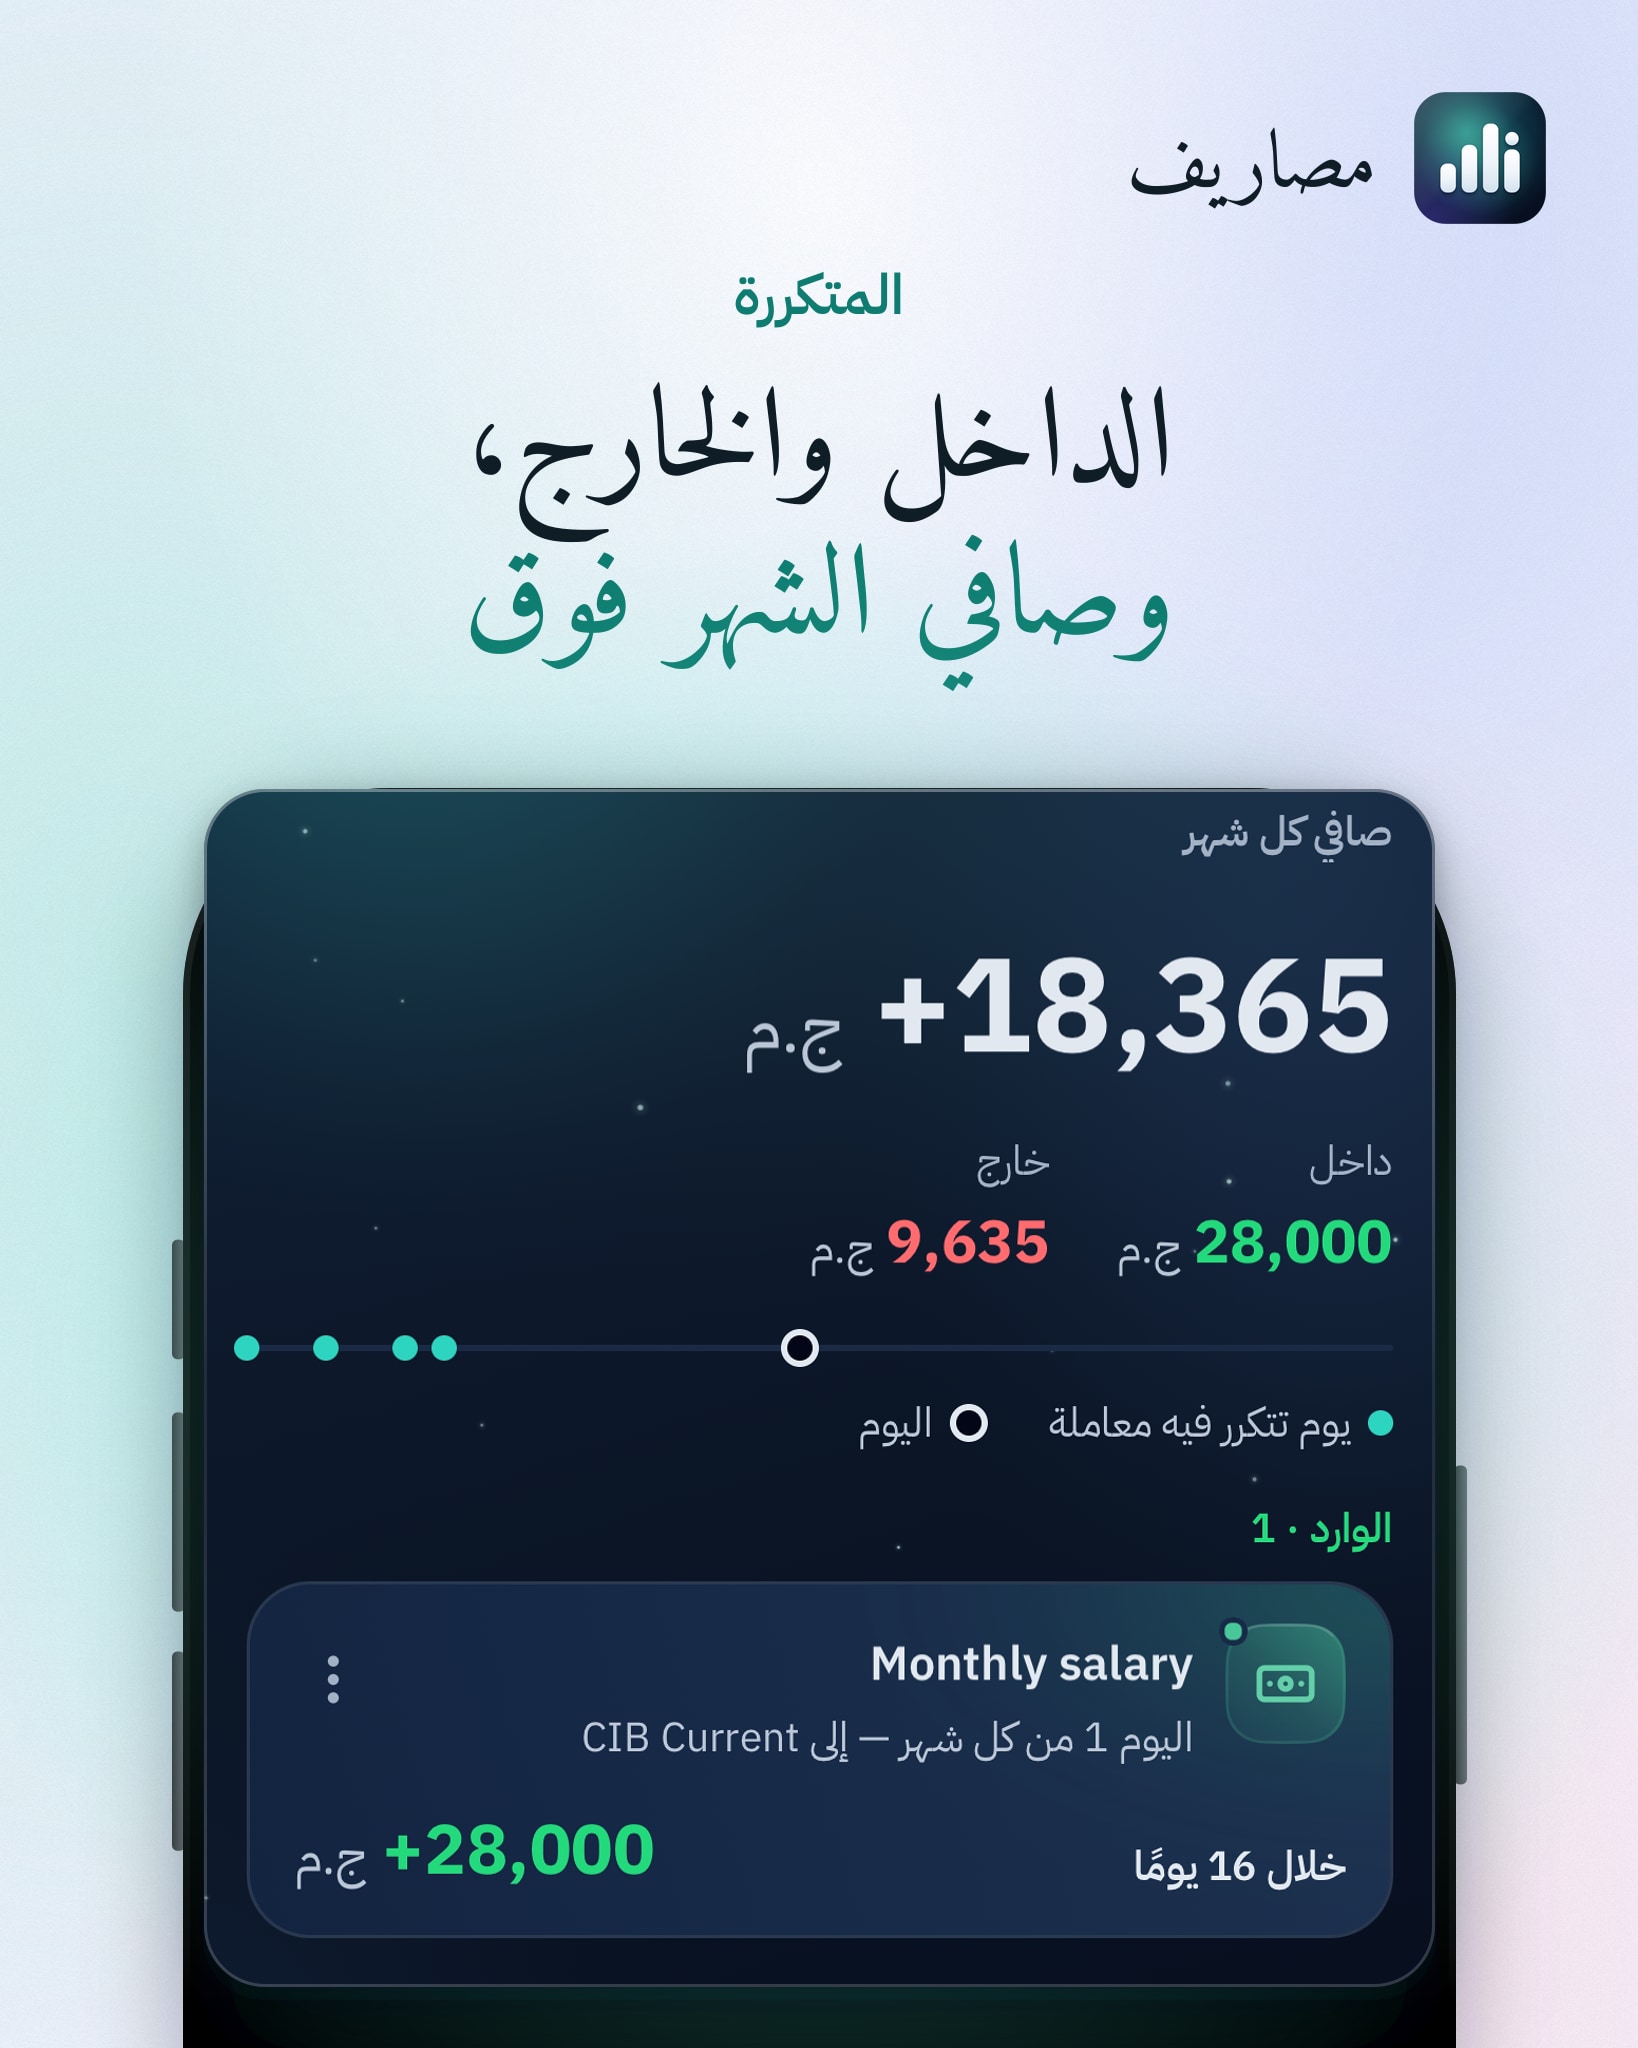 مصاريف
المتكررة
الداخل والخارج،
وصافي الشهر فوق
صافي كل شهر
+18,365 ج.م
داخل خارج
28,000 ج.م 9,635 ج.م
يوم تتكرر فيه معاملة اليوم
الوارد · 1
Monthly salary
اليوم 1 من كل شهر — إلى CIB Current
خلال 16 يومًا +28,000 ج.م